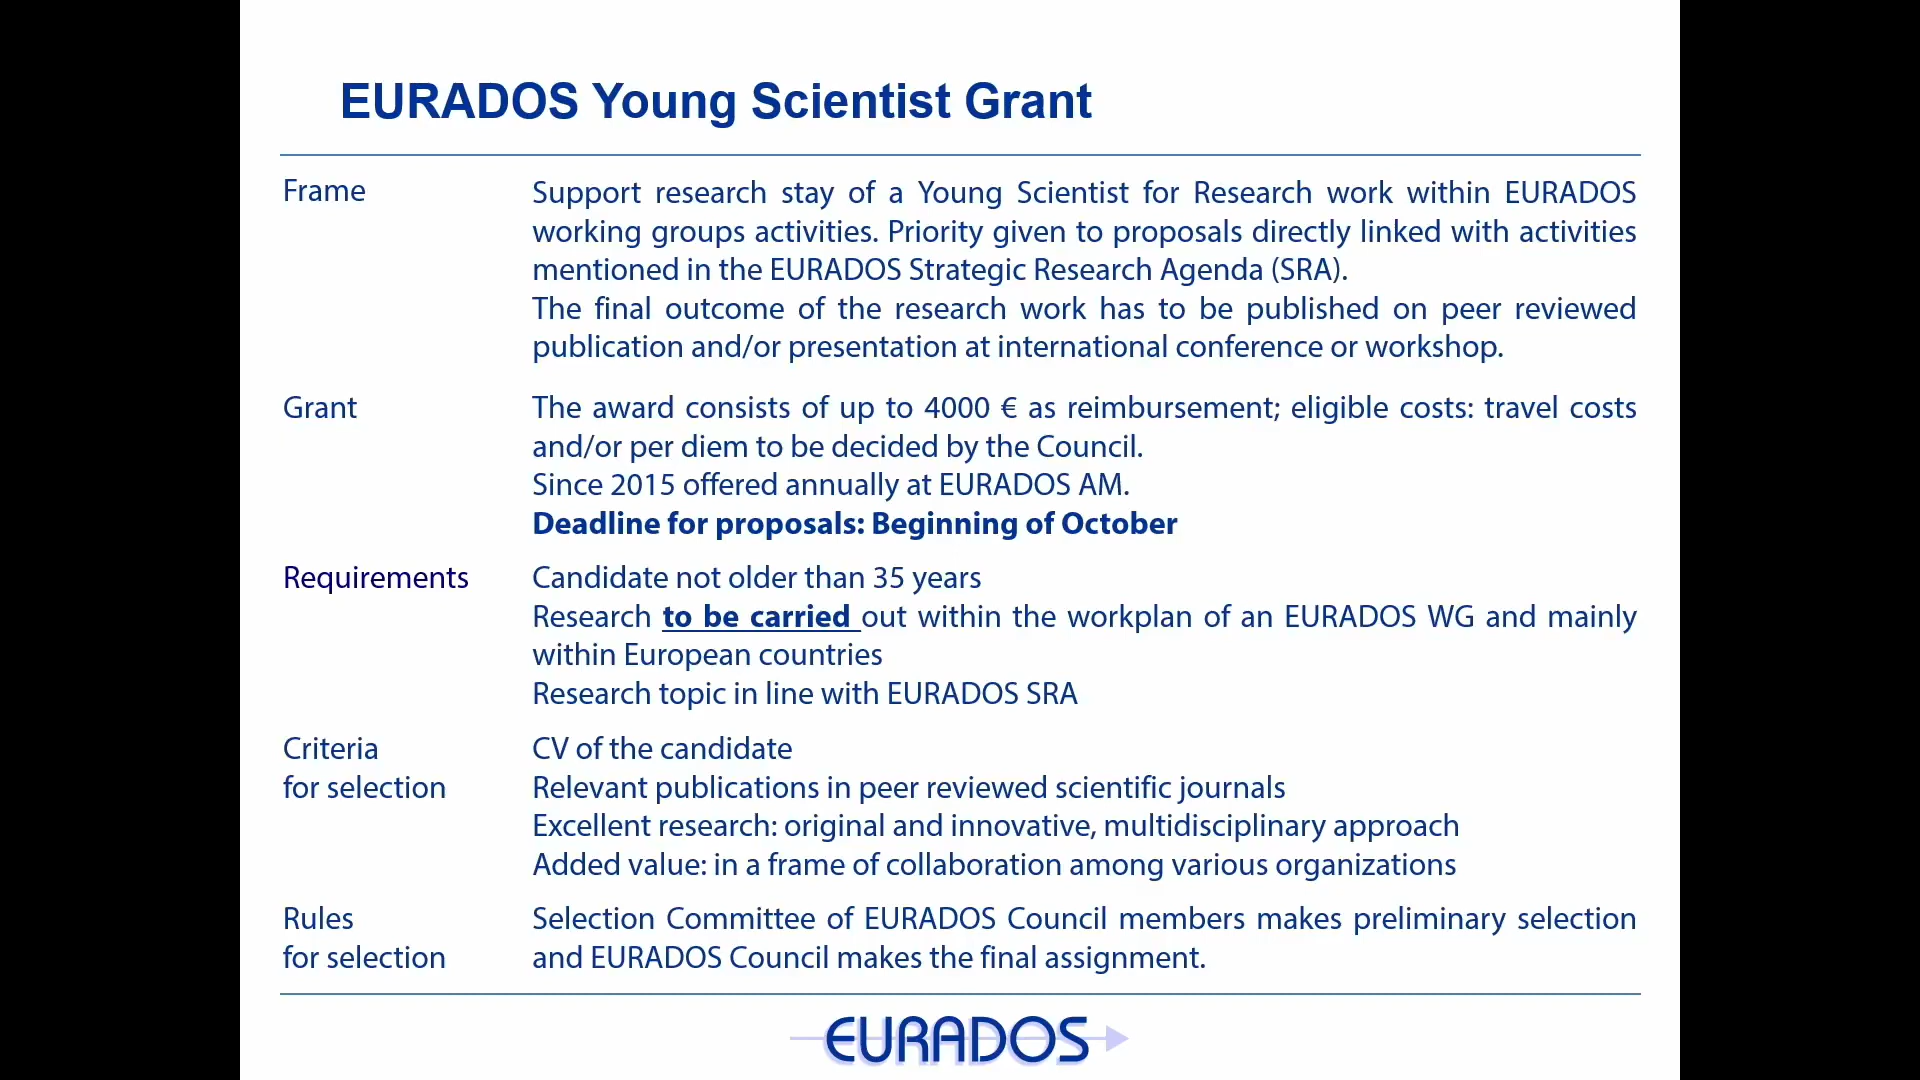 EURADOS Young Scientist Grant
Frame
Support research stay of a Young Scientist for Research work within EURADOS
working groups activities. Priority given to proposals directly linked with activities
mentioned in the EURADOS Strategic Research Agenda (SRA).
The final outcome of the research work has to be published on peer reviewed
publication and/or presentation at international conference or workshop.
Grant
The award consists of up to 4000 € as reimbursement; eligible costs: travel costs
and/or per diem to be decided by the Council.
Since 2015 offered annually at EURADOS AM.
Deadline for proposals: Beginning of October
Requirements
Candidate not older than 35 years
Research to be carried out within the workplan of an EURADOS WG and mainly
within European countries
Research topic in line with EURADOS SRA
Criteria
for selection
CV of the candidate
Relevant publications in peer reviewed scientific journals
Excellent research: original and innovative, multidisciplinary approach
Added value: in a frame of collaboration among various organizations
Rules
for selection
Selection Committee of EURADOS Council members makes preliminary selection
and EURADOS Council makes the final assignment.
EURADOS